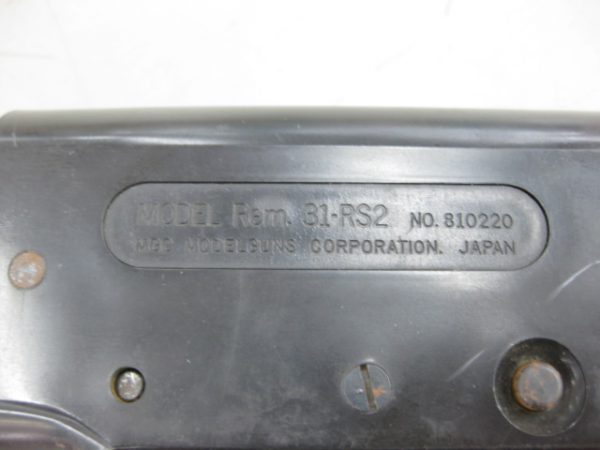 MODEL Rem. 31-RS2 NO. 810220
MGC MODELGUNS CORPORATION. JAPAN